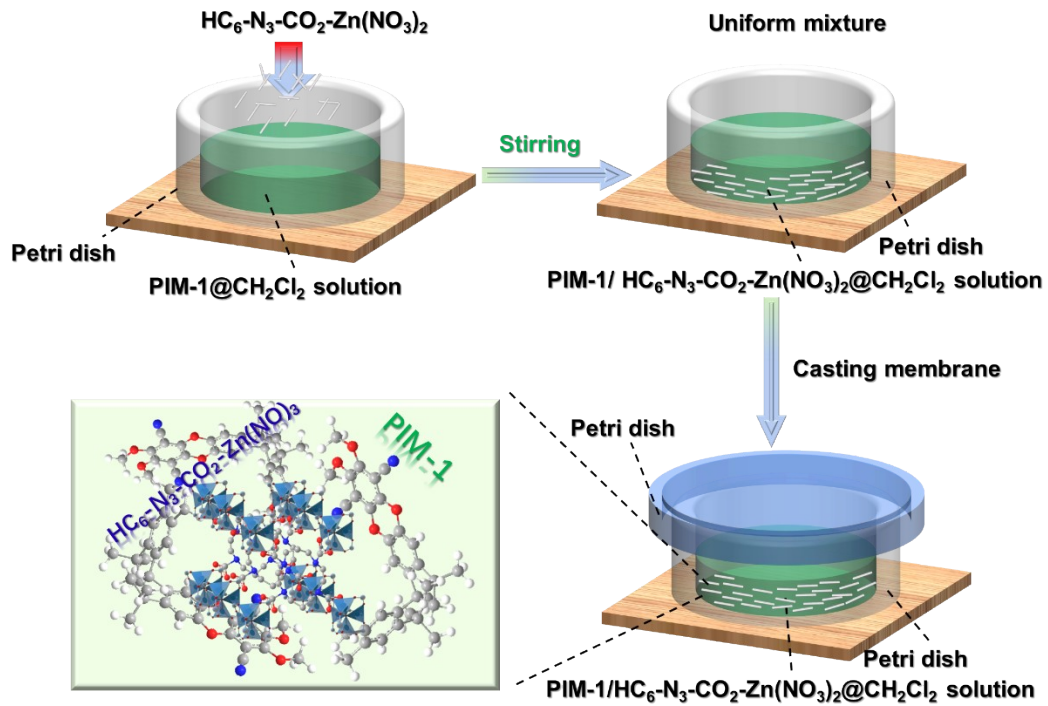 HC₆-N₃-CO₂-Zn(NO₃)₂
Uniform mixture
Stirring
Petri dish
PIM-1@CH₂Cl₂ solution
Petri dish
PIM-1/ HC₆-N₃-CO₂-Zn(NO₃)₂@CH₂Cl₂ solution
Casting membrane
HC₆-N₃-CO₂-Zn(NO)₃
PIM-1
Petri dish
Petri dish
PIM-1/HC₆-N₃-CO₂-Zn(NO₃)₂@CH₂Cl₂ solution